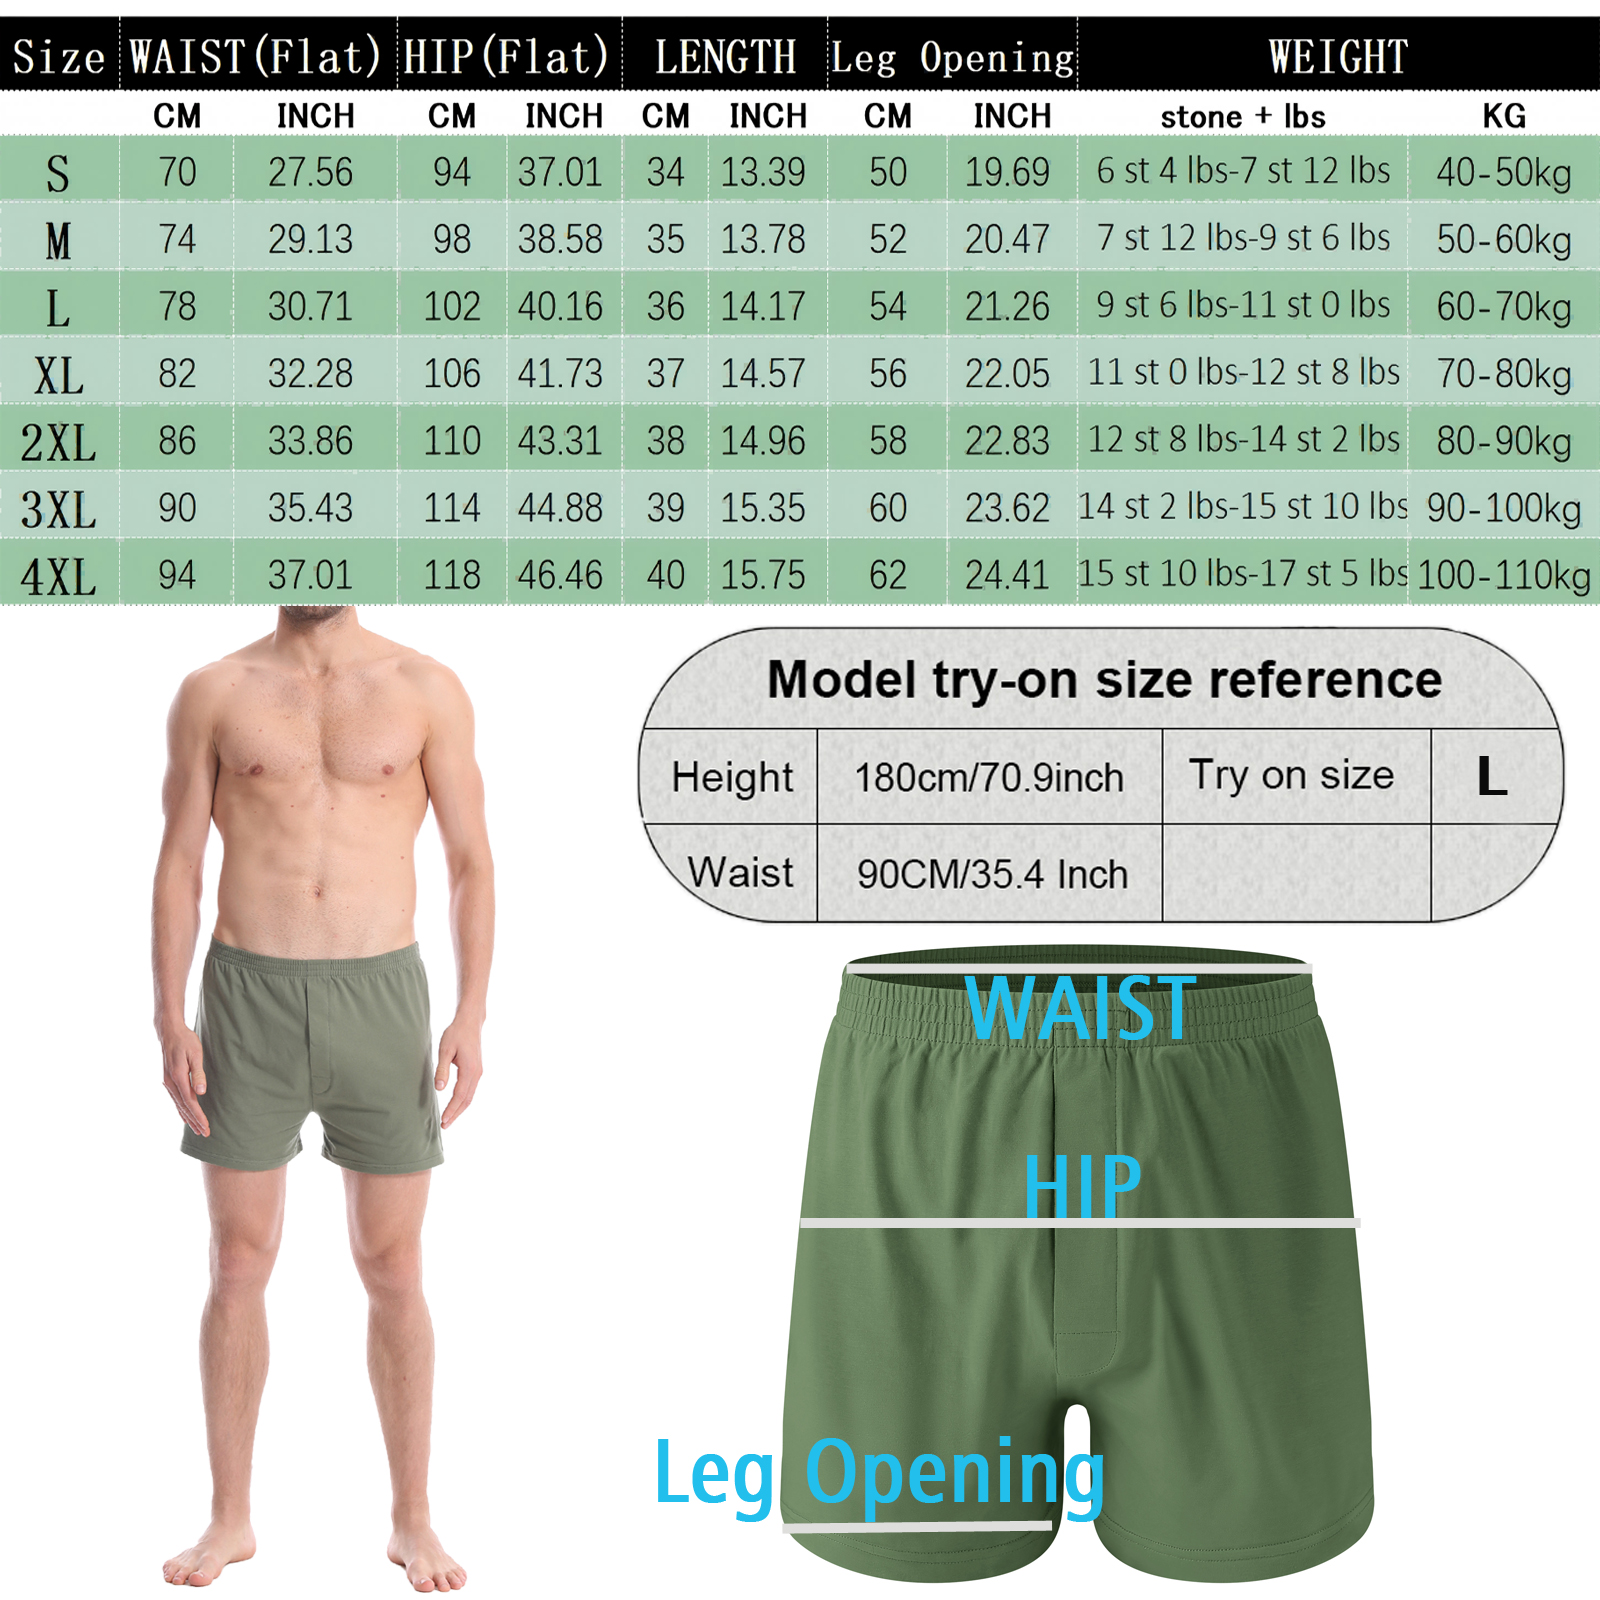 Size WAIST(Flat) HIP(Flat) LENGTH Leg Opening WEIGHT
CM INCH CM INCH CM INCH CM INCH stone + lbs KG
S 70 27.56 94 37.01 34 13.39 50 19.69 6 st 4 lbs-7 st 12 lbs 40-50kg
M 74 29.13 98 38.58 35 13.78 52 20.47 7 st 12 lbs-9 st 6 lbs 50-60kg
L 78 30.71 102 40.16 36 14.17 54 21.26 9 st 6 lbs-11 st 0 lbs 60-70kg
XL 82 32.28 106 41.73 37 14.57 56 22.05 11 st 0 lbs-12 st 8 lbs 70-80kg
2XL 86 33.86 110 43.31 38 14.96 58 22.83 12 st 8 lbs-14 st 2 lbs 80-90kg
3XL 90 35.43 114 44.88 39 15.35 60 23.62 14 st 2 lbs-15 st 10 lbs 90-100kg
4XL 94 37.01 118 46.46 40 15.75 62 24.41 15 st 10 lbs-17 st 5 lbs 100-110kg
Model try-on size reference
Height 180cm/70.9inch Try on size L
Waist 90CM/35.4 Inch
WAIST
HIP
Leg Opening